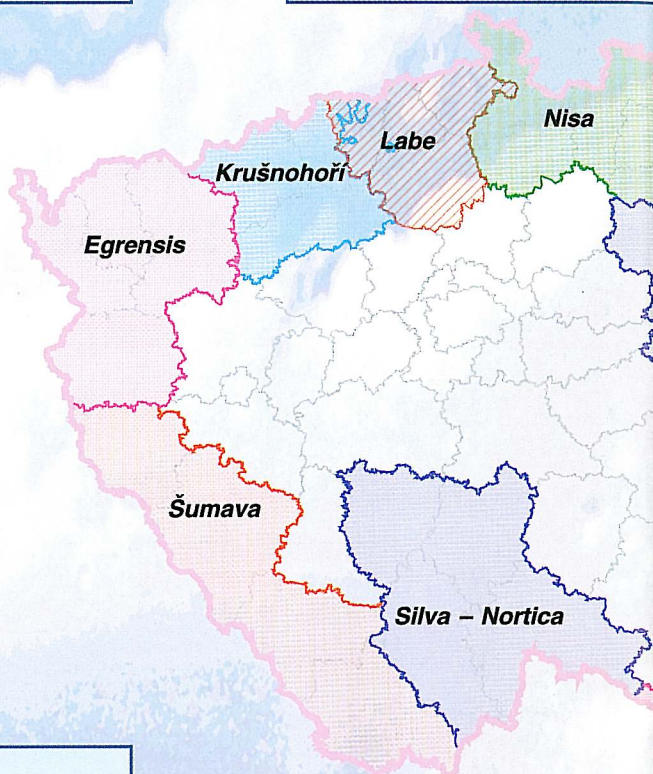 Nisa
Labe
Krušnohoří
Egrensis
Šumava
Silva – Nortica